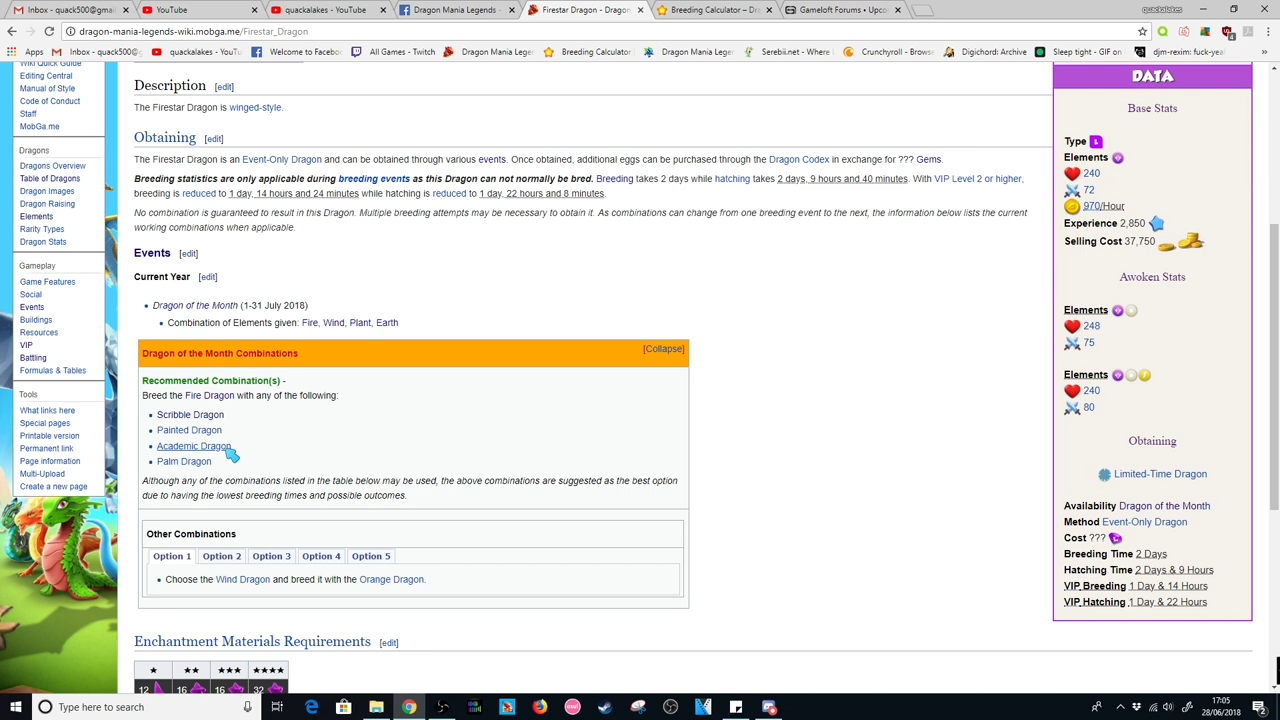 Inbox - quack500@gmail
YouTube
quackalakes - YouTube
Dragon Mania Legends -
Firestar Dragon - Dragon
Breeding Calculator – D
Gameloft Forums - Upco
quackalakes
dragon-mania-legends-wiki.mobga.me/Firestar_Dragon
Apps
Inbox - quack500@g
quackalakes - YouTu
Welcome to Facebo
All Games - Twitch
Dragon Mania Leger
Breeding Calculator
Dragon Mania Legen
Serebii.net - Where L
Crunchyroll - Breedin
Digichord: Archive
Sleep tight - GIF on
djm-rexim: fuck-yeal
Wiki Quick Guide
Editing Central
Manual of Style
Code of Conduct
Staff
MobGa.me
Dragons
Dragons Overview
Table of Dragons
Dragon Images
Dragon Raising
Elements
Rarity Types
Dragon Stats
Gameplay
Game Features
Social
Events
Buildings
Resources
VIP
Battling
Formulas & Tables
Tools
What links here
Special pages
Printable version
Permanent link
Page information
Multi-Upload
Create a new page
Description [edit]
The Firestar Dragon is winged-style.
Obtaining [edit]
The Firestar Dragon is an Event-Only Dragon and can be obtained through various events. Once obtained, additional eggs can be purchased through the Dragon Codex in exchange for ??? Gems.
Breeding statistics are only applicable during breeding events as this Dragon can not normally be bred. Breeding takes 2 days while hatching takes 2 days, 9 hours and 40 minutes. With VIP Level 2 or higher,
breeding is reduced to 1 day, 14 hours and 24 minutes while hatching is reduced to 1 day, 22 hours and 8 minutes.
No combination is guaranteed to result in this Dragon. Multiple breeding attempts may be necessary to obtain it. As combinations can change from one breeding event to the next, the information below lists the current
working combinations when applicable.
Events [edit]
Current Year [edit]
Dragon of the Month (1-31 July 2018)
Combination of Elements given: Fire, Wind, Plant, Earth
Dragon of the Month Combinations [Collapse]
Recommended Combination(s) -
Breed the Fire Dragon with any of the following:
Scribble Dragon
Painted Dragon
Academic Dragon
Palm Dragon
Although any of the combinations listed in the table below may be used, the above combinations are suggested as the best option
due to having the lowest breeding times and possible outcomes.
Other Combinations
Option 1 Option 2 Option 3 Option 4 Option 5
Choose the Wind Dragon and breed it with the Orange Dragon.
Enchantment Materials Requirements [edit]
★ ★★ ★★★ ★★★★
12 16 16 32
DATA
Base Stats
Type L
Elements
240
72
970/Hour
Experience 2,850
Selling Cost 37,750
Awoken Stats
Elements
248
75
Elements
240
80
Obtaining
Limited-Time Dragon
Availability Dragon of the Month
Method Event-Only Dragon
Cost ???
Breeding Time 2 Days
Hatching Time 2 Days & 9 Hours
VIP Breeding 1 Day & 14 Hours
VIP Hatching 1 Day & 22 Hours
Type here to search
17:05
28/06/2018
2